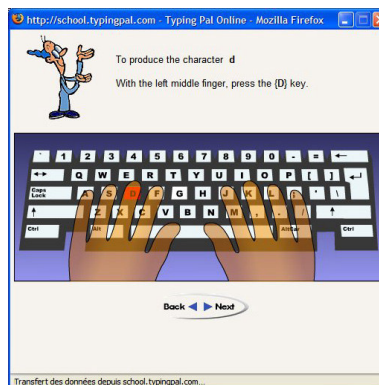 http://school.typingpal.com - Typing Pal Online - Mozilla Firefox
To produce the character d
With the left middle finger, press the {D} key.
` 1 2 3 4 5 6 7 8 9 0 - = ←
Q W E R T Y U I O P [ ]
Caps Lock A S D F G H J K L ' \
↑ Z X C V B N M , . / ↑
Ctrl Alt AltCar Ctrl
Back Next
Transfert des données depuis school.typingpal.com...